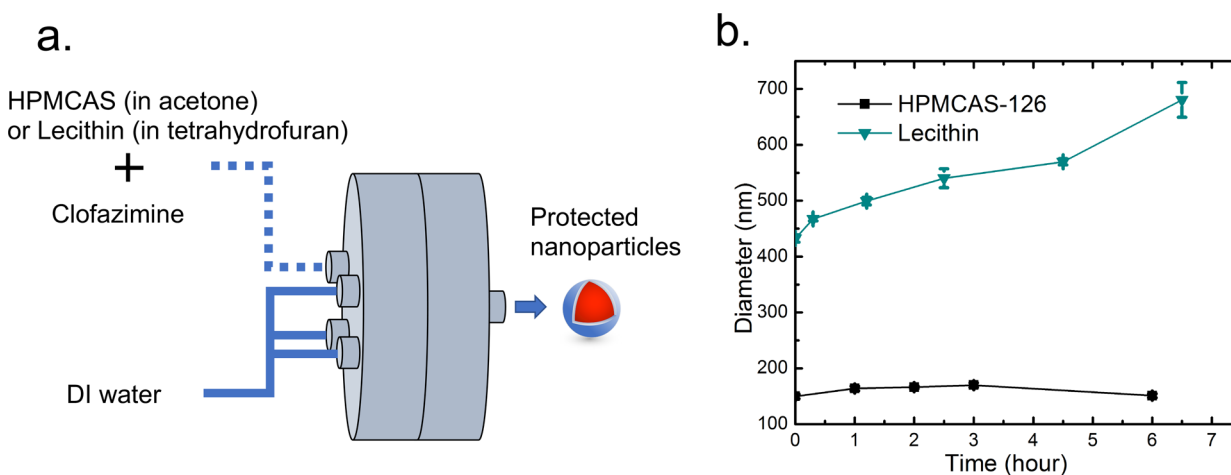 a.
HPMCAS (in acetone)
or Lecithin (in tetrahydrofuran)
+
Clofazimine
DI water
Protected
nanoparticles
b.
HPMCAS-126
Lecithin
Diameter (nm)
700
600
500
400
300
200
100
0 1 2 3 4 5 6 7
Time (hour)